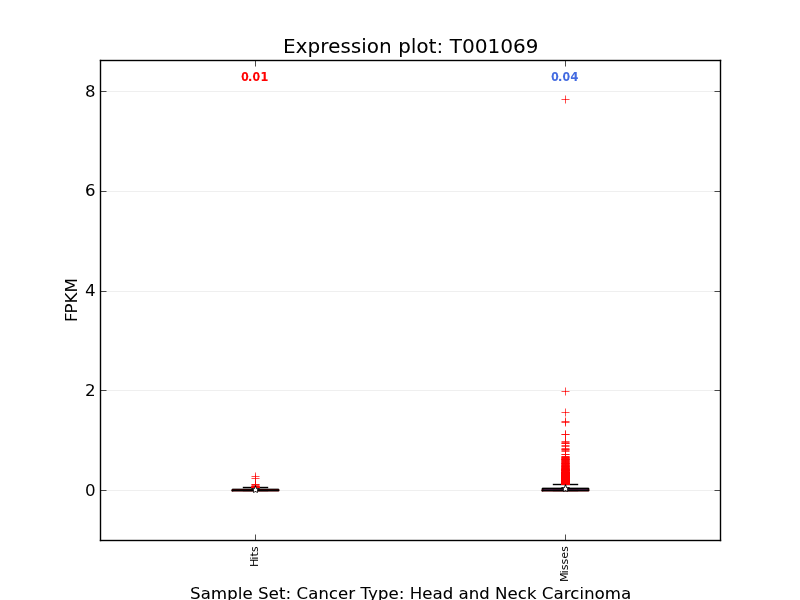 Expression plot: T001069
0.01
0.04
8
6
4
2
0
FPKM
Hits
Misses
Sample Set: Cancer Type: Head and Neck Carcinoma